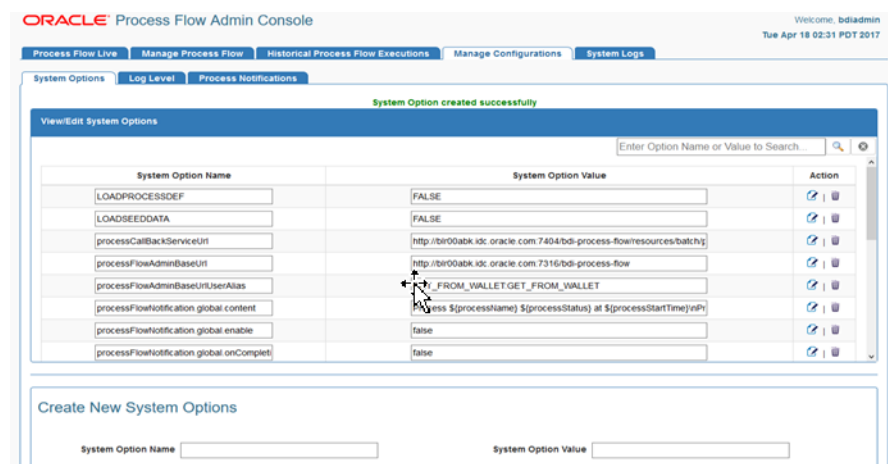 ORACLE® Process Flow Admin Console
Welcome, bdiadmin
Tue Apr 18 02:31 PDT 2017
Process Flow Live Manage Process Flow Historical Process Flow Executions Manage Configurations System Logs
System Options Log Level Process Notifications
System Option created successfully
View/Edit System Options
Enter Option Name or Value to Search...
System Option Name System Option Value Action
LOADPROCESSDEF FALSE |
LOADSEEDDATA FALSE |
processCallBackServiceUrl http://blr00abk.idc.oracle.com:7404/bdi-process-flow/resources/batch/p |
processFlowAdminBaseUrl http://blr00abk.idc.oracle.com:7316/bdi-process-flow |
processFlowAdminBaseUrlUserAlias _FROM_WALLET:GET_FROM_WALLET |
processFlowNotification.global.content ${processName} ${processStatus} at ${processStartTime}\nPr |
processFlowNotification.global.enable false |
processFlowNotification.global.onCompleti false |
Create New System Options
System Option Name System Option Value